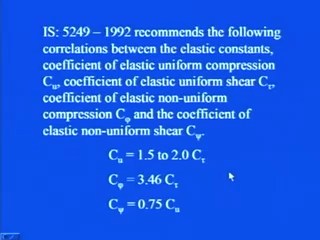 IS: 5249 – 1992 recommends the following
correlations between the elastic constants,
coefficient of elastic uniform compression
Cᵤ, coefficient of elastic uniform shear Cτ,
coefficient of elastic non-uniform
compression Cφ and the coefficient of
elastic non-uniform shear Cψ.
Cᵤ = 1.5 to 2.0 Cτ
Cφ = 3.46 Cτ
Cψ = 0.75 Cᵤ